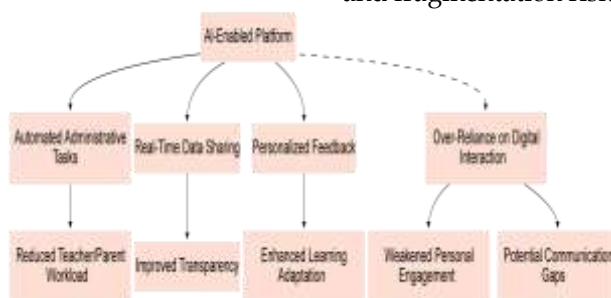 AI-Enabled Platform
Automated Administrative
Tasks
Real-Time Data Sharing
Personalized Feedback
Over-Reliance on Digital
Interaction
Reduced Teacher/Parent
Workload
Improved Transparency
Enhanced Learning
Adaptation
Weakened Personal
Engagement
Potential Communication
Gaps